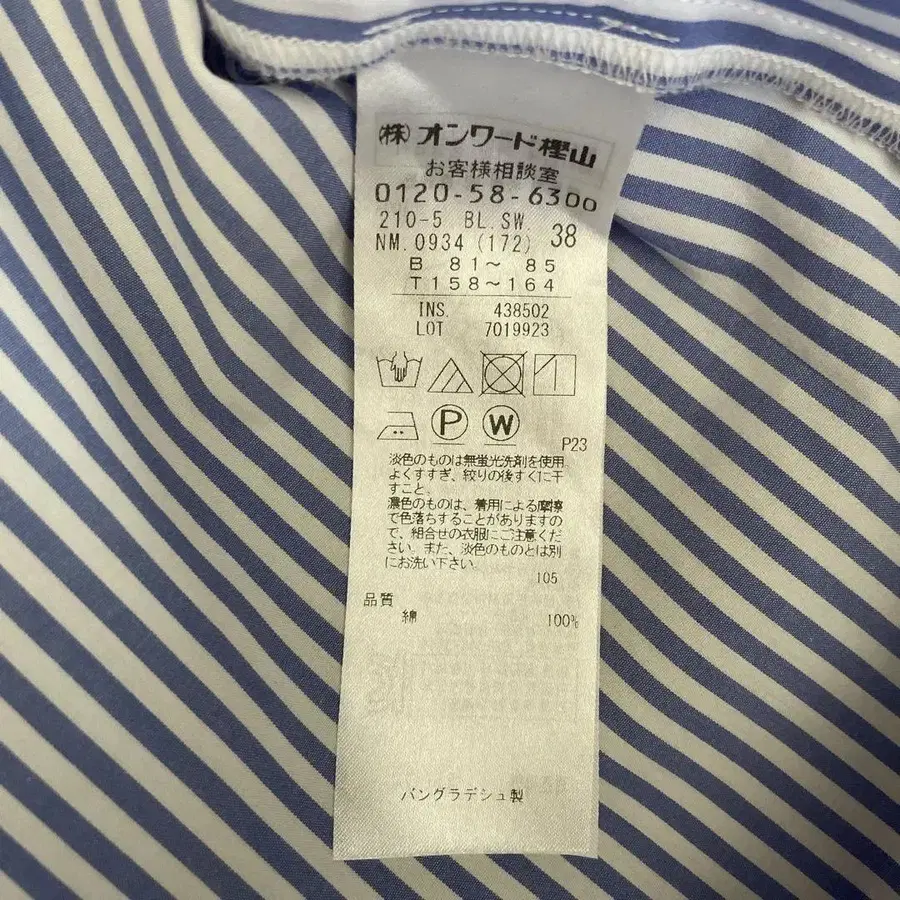 (株)オンワード樫山
お客様相談室
0120-58-6300
210-5 BL.SW
NM.0934(172) 38
B 81～ 85
T158～164
INS. 438502
LOT 7019923
P
W
P23
淡色のものは無蛍光洗剤を使用
よくすすぎ、絞りの後すぐに干
すこと。
濃色のものは、着用による摩擦
で色落ちすることがありますの
で、組合せの衣服にご注意くだ
さい。また、淡色のものとは別
にお洗い下さい。
105
品質
綿 100%
バングラデシュ製